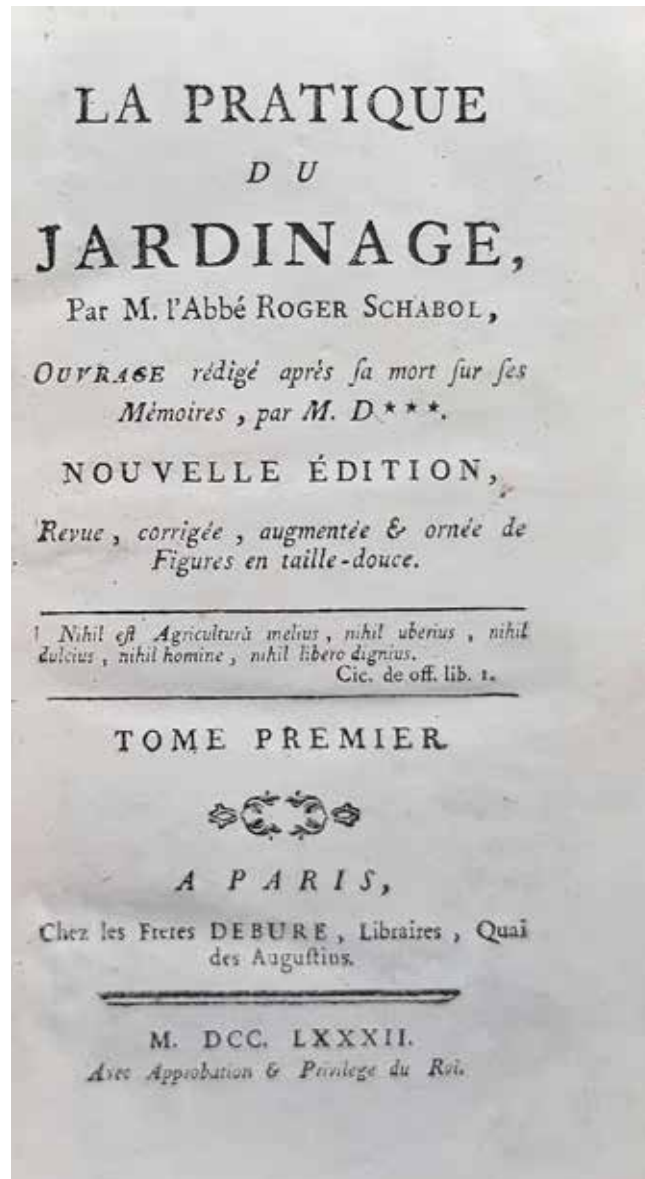 LA PRATIQUE
DU
JARDINAGE,
Par M. l'Abbé ROGER SCHABOL,
OUVRAGE rédigé après ſa mort ſur ſes
Mémoires, par M. D***.
NOUVELLE ÉDITION,
Revue, corrigée, augmentée & ornée de
Figures en taille-douce.
Nihil eſt Agriculturâ melius, nihil uberius, nihil
dulcius, nihil homine, nihil libero dignius.
Cic. de off. lib. 1.
TOME PREMIER
A PARIS,
Chez les Freres DEBURE, Libraires, Quai
des Auguſtins.
M. DCC. LXXXII.
Avec Approbation & Privilege du Roi.